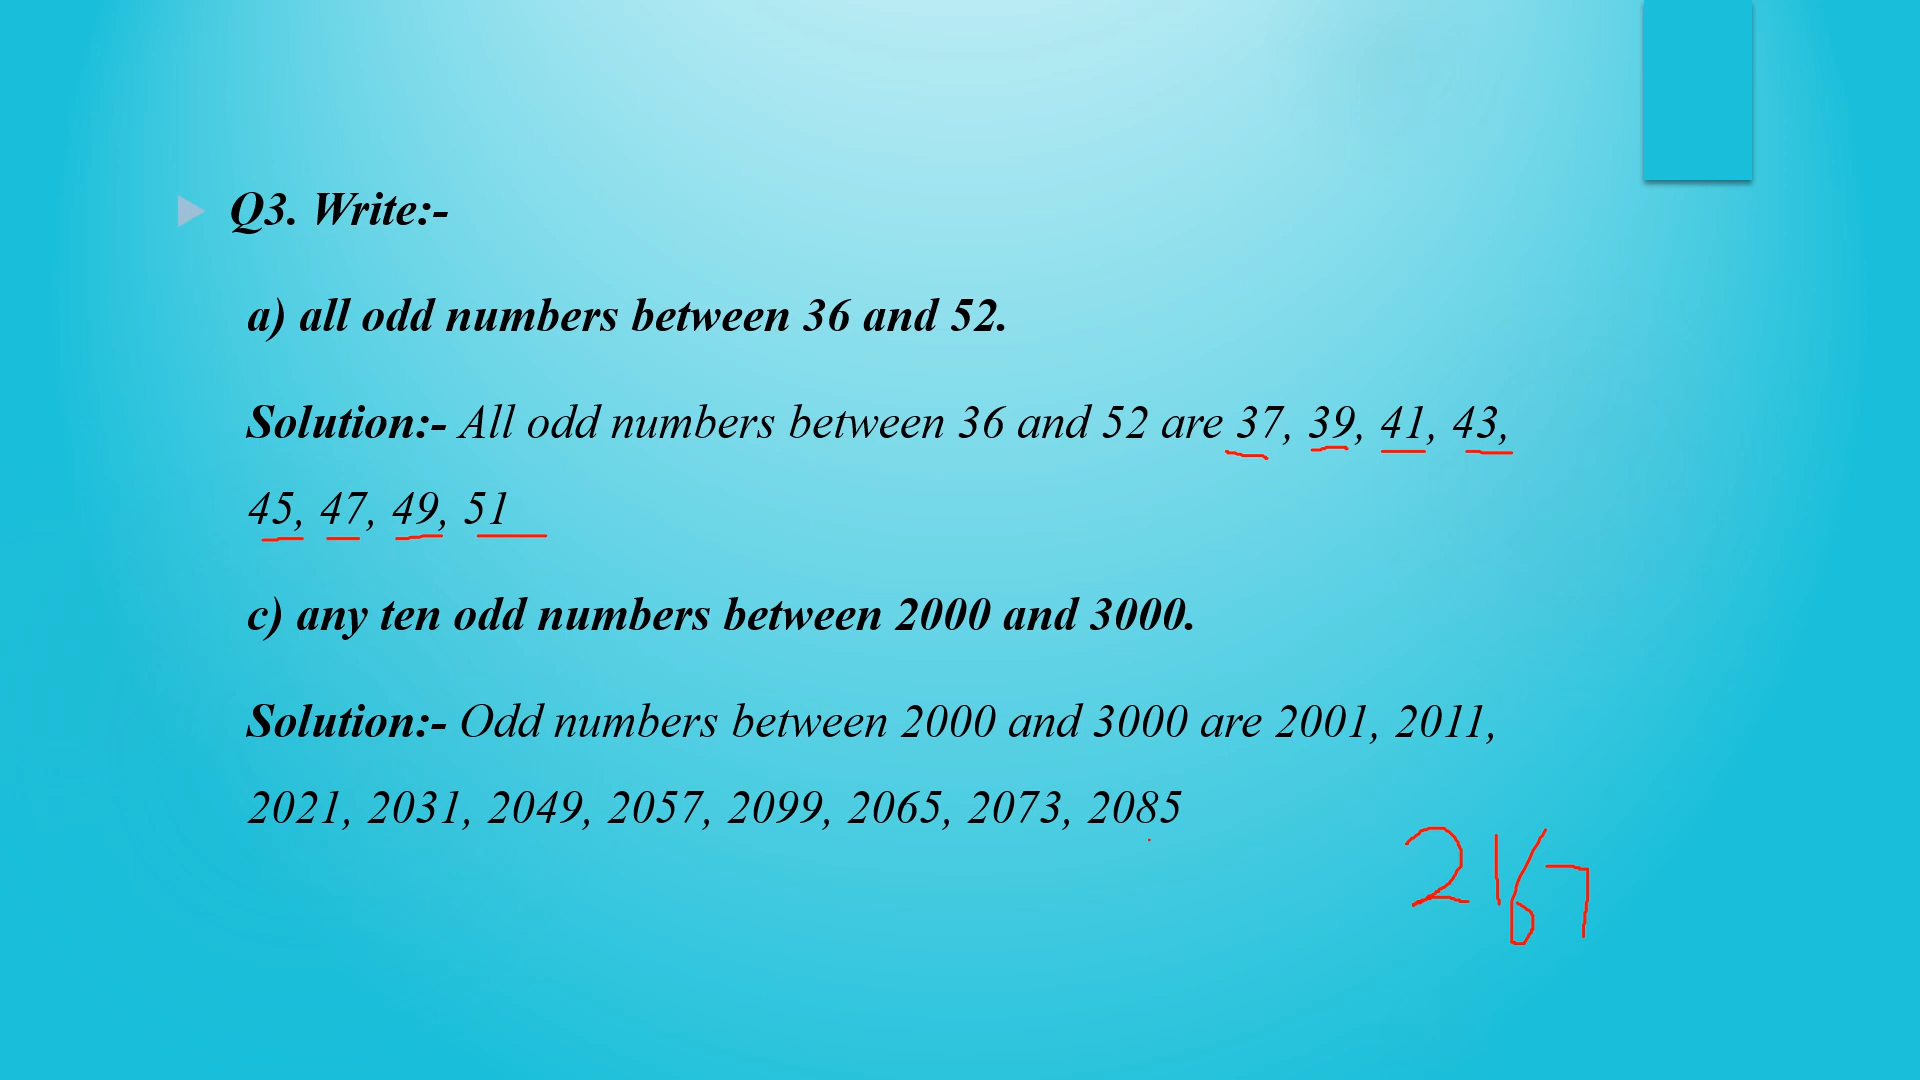 Q3. Write:-
a) all odd numbers between 36 and 52.
Solution:- All odd numbers between 36 and 52 are 37, 39, 41, 43,
45, 47, 49, 51
c) any ten odd numbers between 2000 and 3000.
Solution:- Odd numbers between 2000 and 3000 are 2001, 2011,
2021, 2031, 2049, 2057, 2099, 2065, 2073, 2085
2167